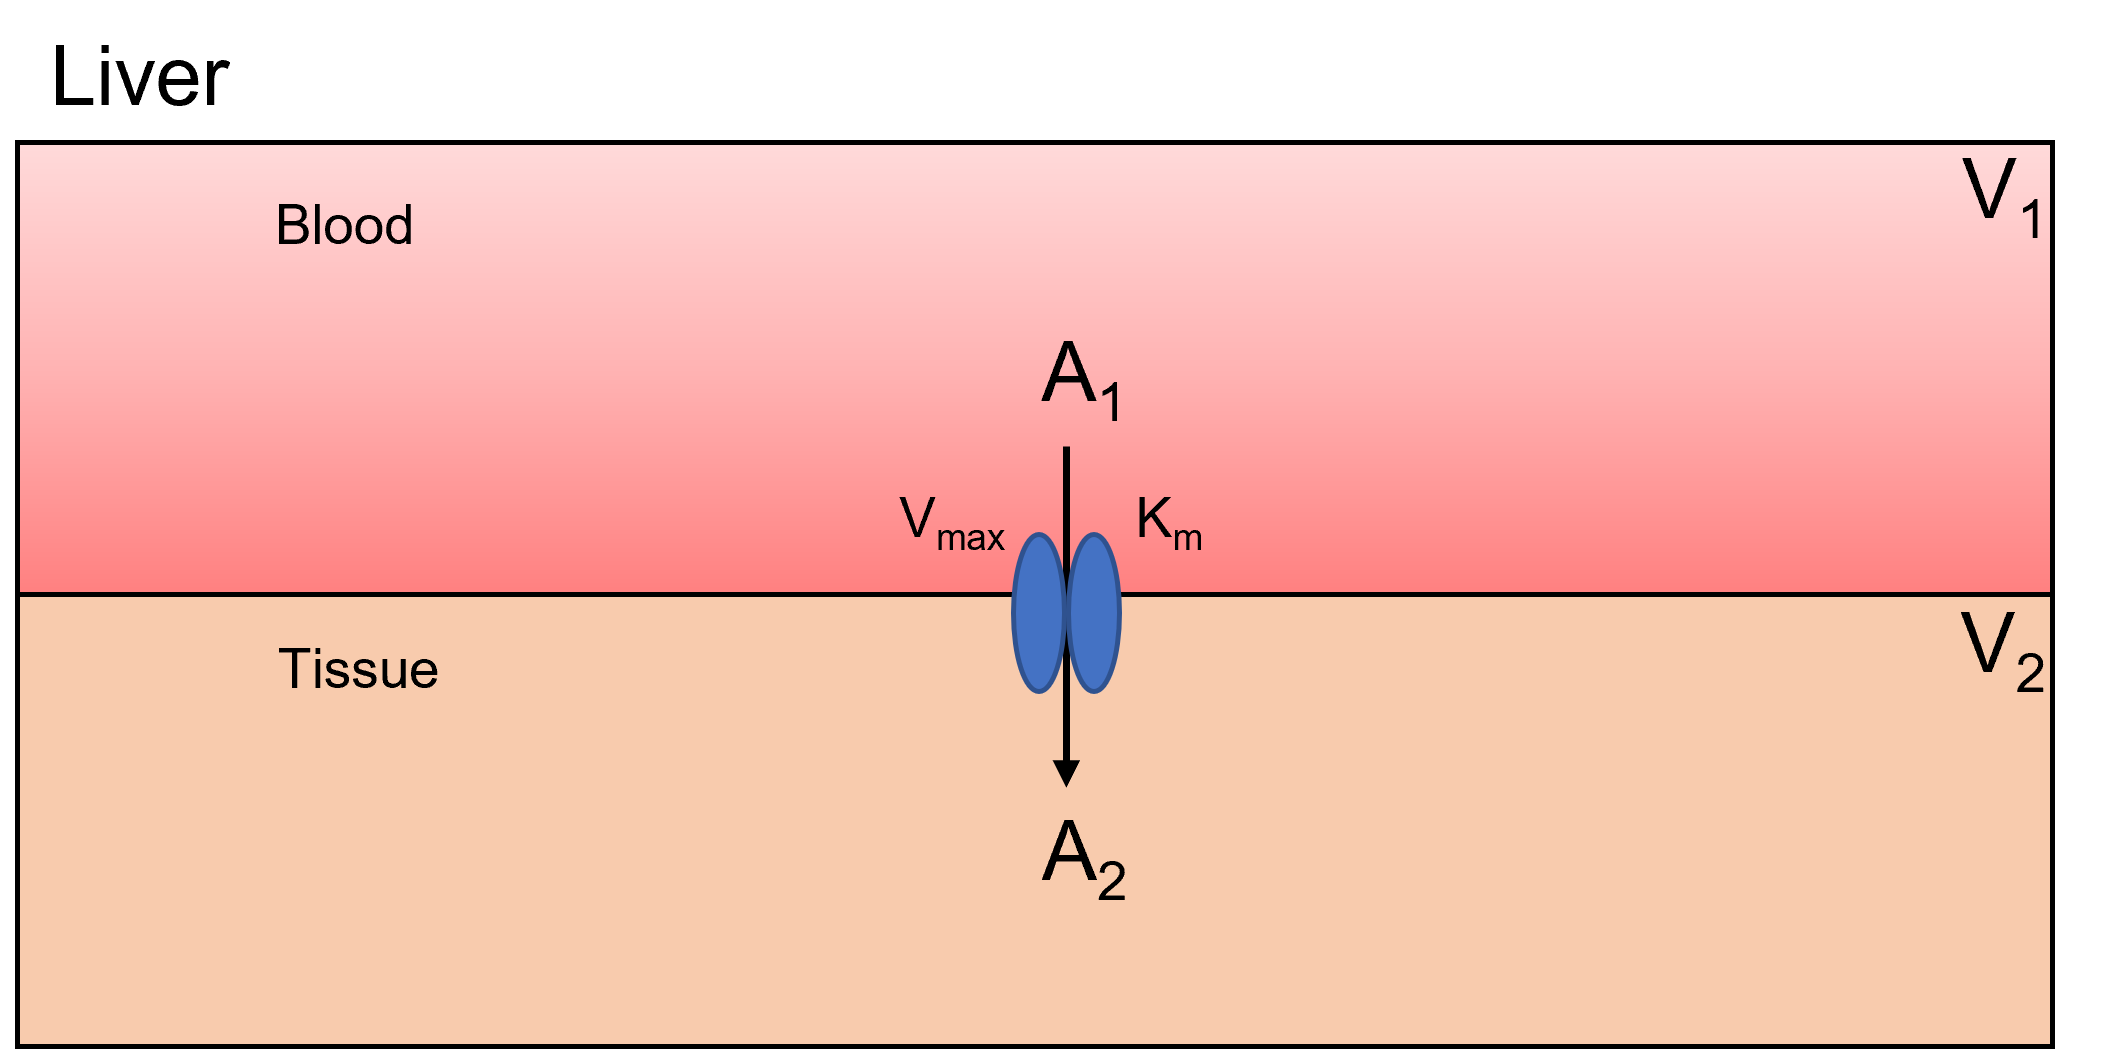 Liver
Blood
V₁
A₁
Vₘₐₓ Kₘ
Tissue
V₂
A₂